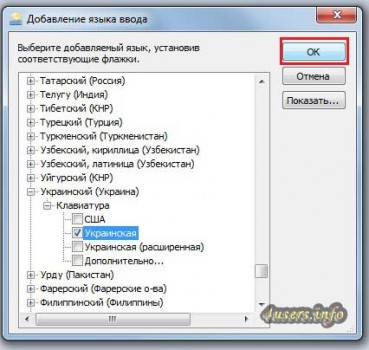 Добавление языка ввода
Выберите добавляемый язык, установив
соответствующие флажки.
OK
Отмена
Показать...
Татарский (Россия)
Телугу (Индия)
Тибетский (КНР)
Турецкий (Турция)
Туркменский (Туркменистан)
Узбекский, кириллица (Узбекистан)
Узбекский, латиница (Узбекистан)
Уйгурский (КНР)
Украинский (Украина)
Клавиатура
США
Украинская
Украинская (расширенная)
Дополнительно...
Урду (Пакистан)
Фарерский (Фарерские о-ва)
Филиппинский (Филиппины)
4users.info